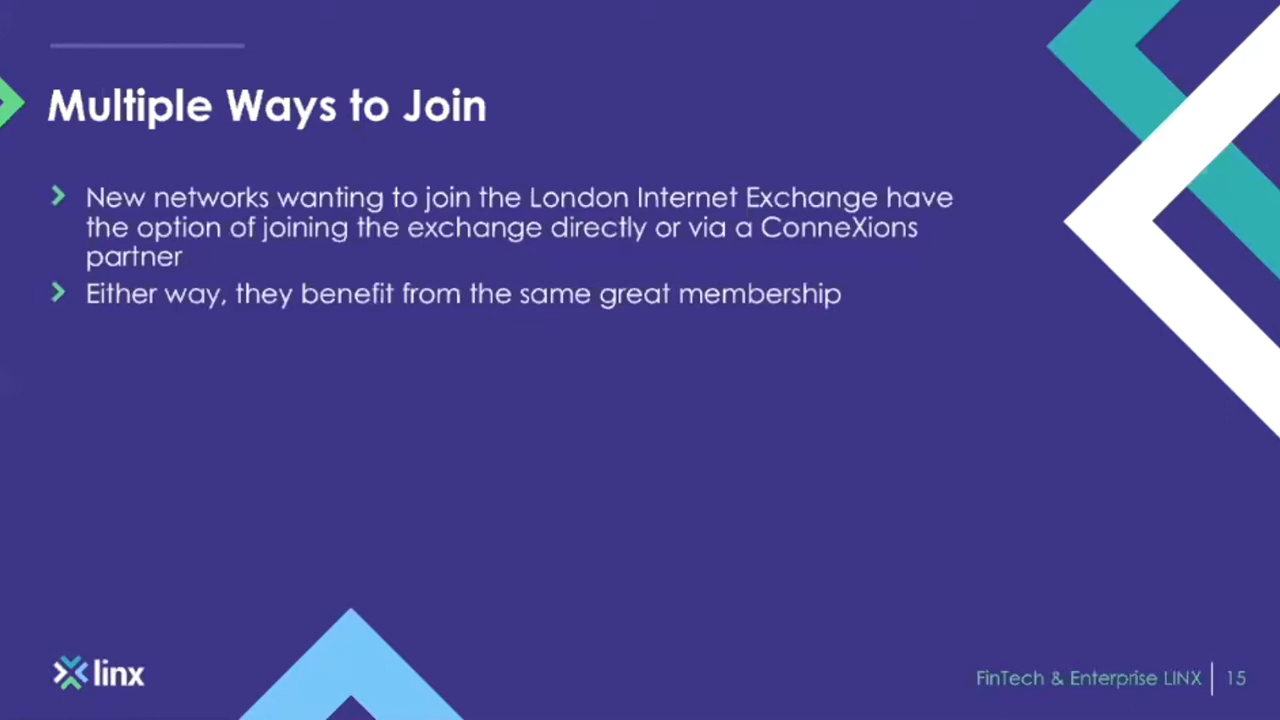 Multiple Ways to Join
New networks wanting to join the London Internet Exchange have
the option of joining the exchange directly or via a ConneXions
partner
Either way, they benefit from the same great membership
linx
FinTech & Enterprise LINX 15